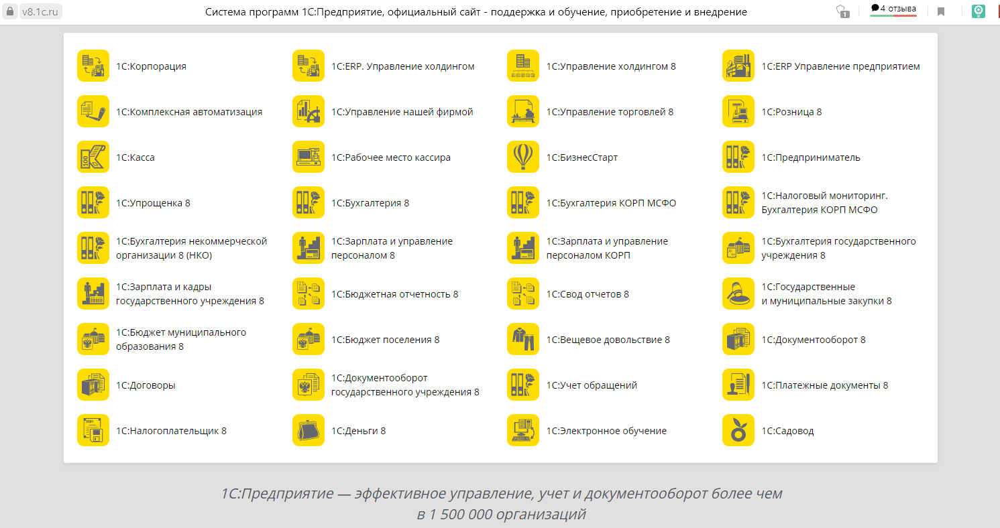 v8.1c.ru
Система программ 1С:Предприятие, официальный сайт - поддержка и обучение, приобретение и внедрение
1
4 отзыва
1С:Корпорация
1С:ERP. Управление холдингом
1С:Управление холдингом 8
1С:ERP Управление предприятием
1С:Комплексная автоматизация
1С:Управление нашей фирмой
1С:Управление торговлей 8
1С:Розница 8
1С:Касса
1С:Рабочее место кассира
1С:БизнесСтарт
1С:Предприниматель
1С:Упрощенка 8
1С:Бухгалтерия 8
1С:Бухгалтерия КОРП МСФО
1С:Налоговый мониторинг.
Бухгалтерия КОРП МСФО
1С:Бухгалтерия некоммерческой
организации 8 (НКО)
1С:Зарплата и управление
персоналом 8
1С:Зарплата и управление
персоналом КОРП
1С:Бухгалтерия государственного
учреждения 8
1С:Зарплата и кадры
государственного учреждения 8
1С:Бюджетная отчетность 8
1С:Свод отчетов 8
1С:Государственные
и муниципальные закупки 8
1С:Бюджет муниципального
образования 8
1С:Бюджет поселения 8
1С:Вещевое довольствие 8
1С:Документооборот 8
1С:Договоры
1С:Документооборот
государственного учреждения 8
1С:Учет обращений
1С:Платежные документы 8
1С:Налогоплательщик 8
1С:Деньги 8
1С:Электронное обучение
1С:Садовод
1С:Предприятие — эффективное управление, учет и документооборот более чем
в 1 500 000 организаций